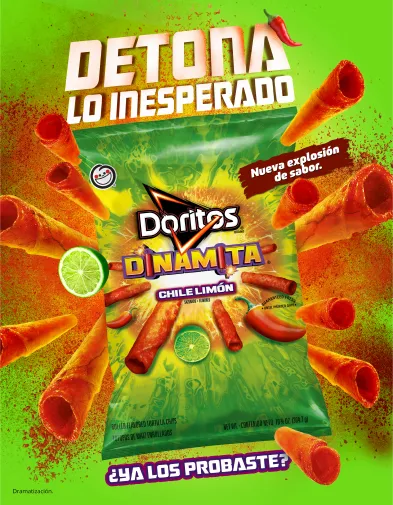 DETONA
LO INESPERADO
Nueva explosión
de sabor.
Doritos
DINAMITA
CHILE LIMÓN
¿YA LOS PROBASTE?
Dramatización.